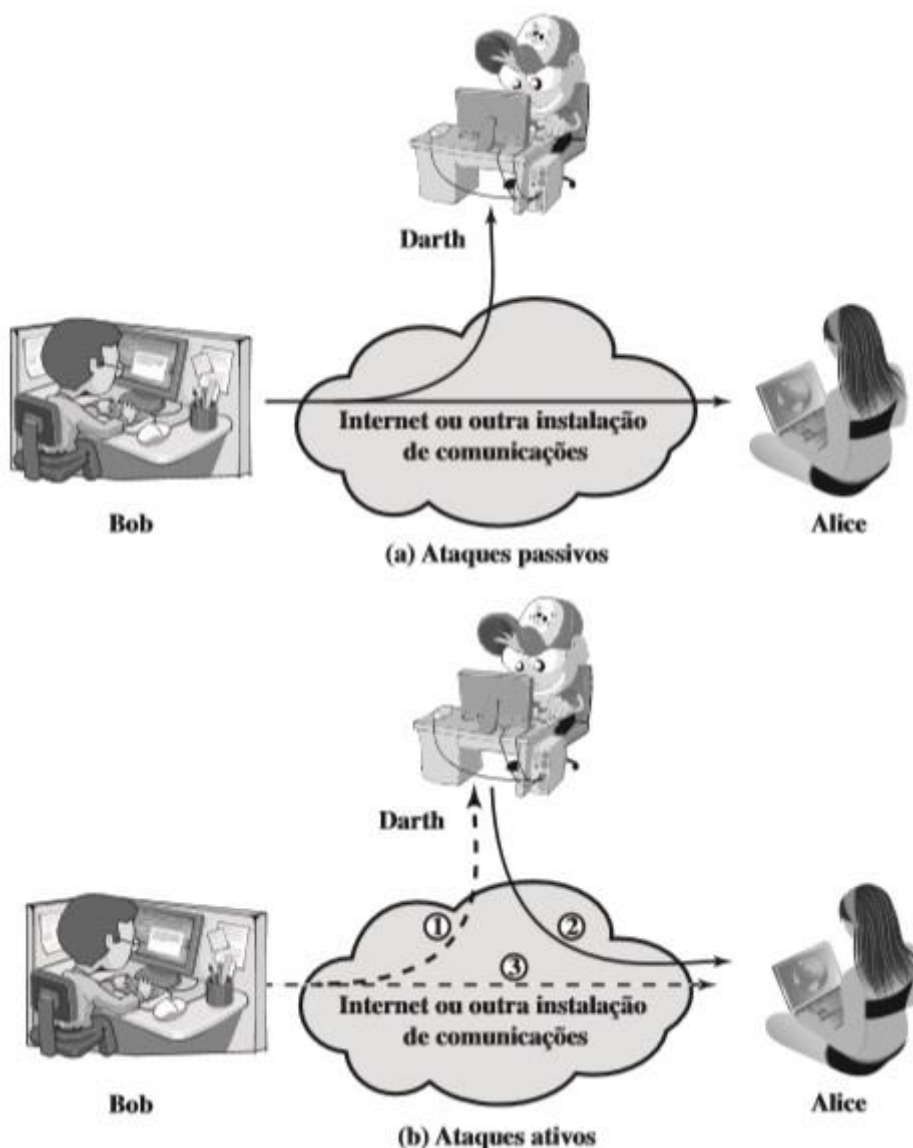 Darth
Internet ou outra instalação
de comunicações
Bob
Alice
(a) Ataques passivos
Darth
①
②
③
Internet ou outra instalação
de comunicações
Bob
Alice
(b) Ataques ativos